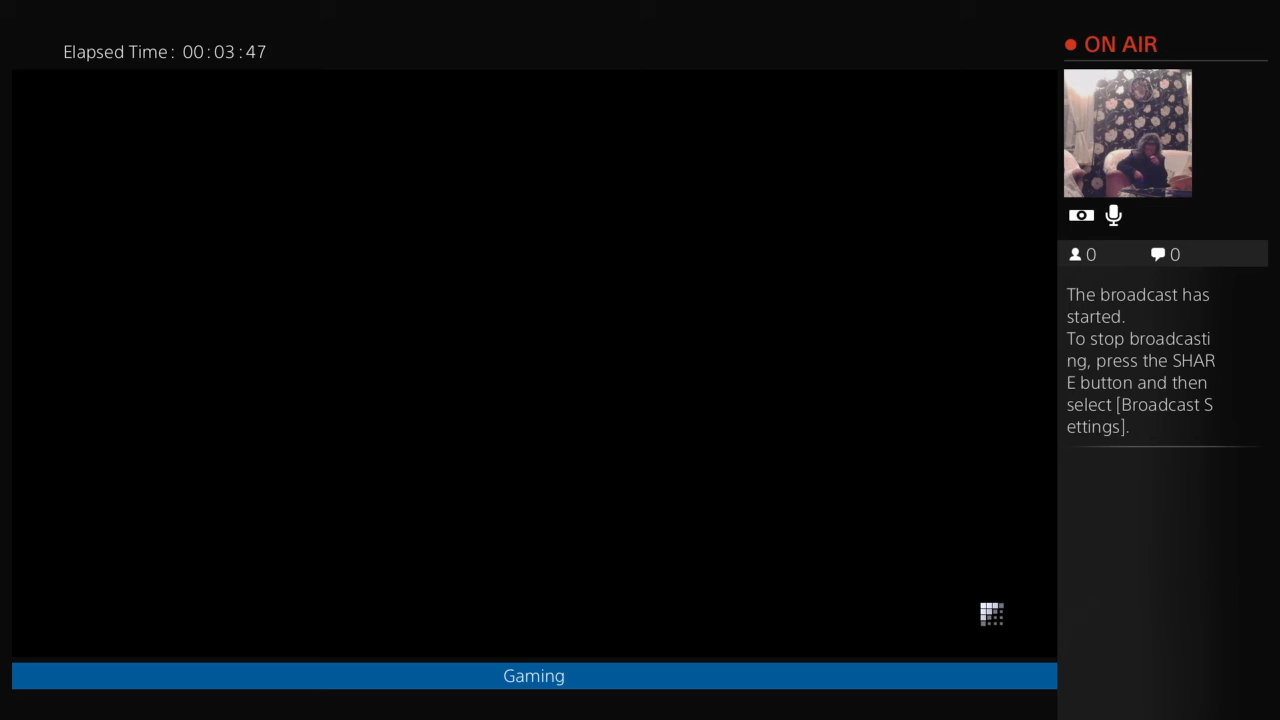 Elapsed Time: 00:03:47
ON AIR
0 0
The broadcast has
started.
To stop broadcasti
ng, press the SHAR
E button and then
select [Broadcast S
ettings].
Gaming